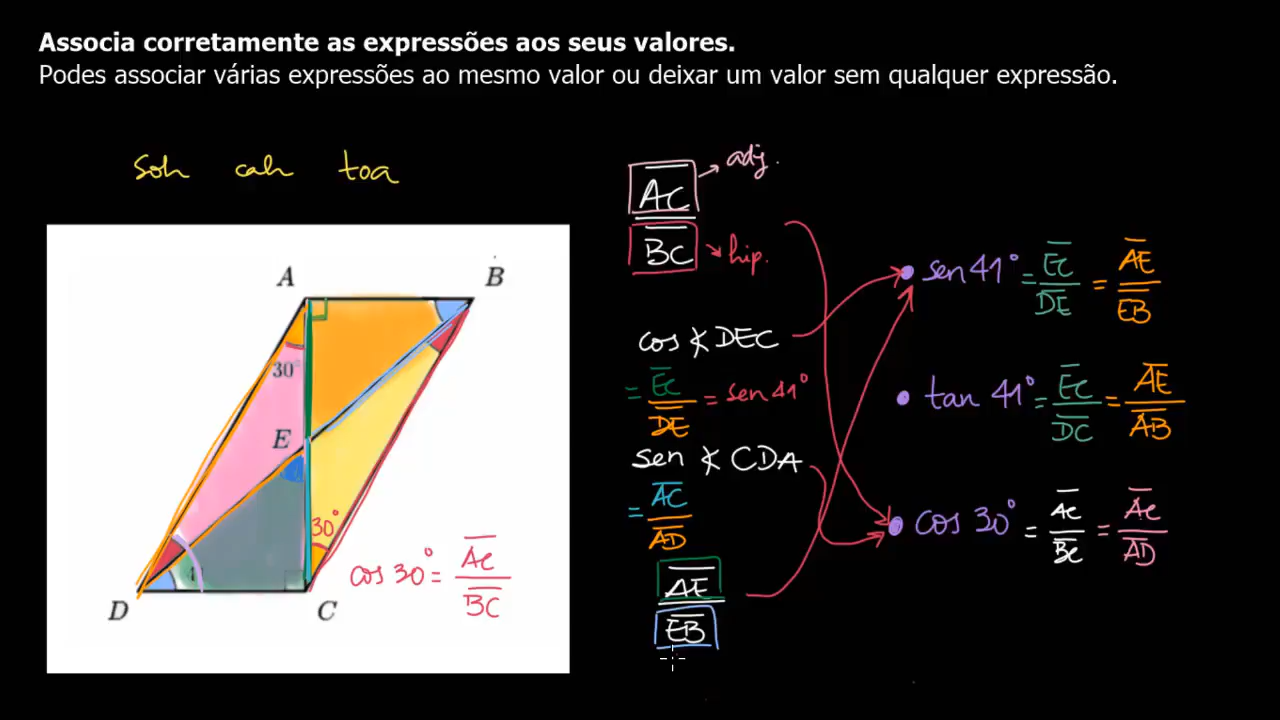 Associa corretamente as expressões aos seus valores.
Podes associar várias expressões ao mesmo valor ou deixar um valor sem qualquer expressão.
Soh cah toa
A B
30°
E
30°
D C
cos 30° = AC/BC
AC → adj.
BC → hip.
cos ∡ DEC
= EC/DE = sen 41°
sen ∡ CDA
= AC/AD
AE
EB
sen 41° = EC/DE = AE/EB
tan 41° = EC/DC = AE/AB
cos 30° = AC/BC = AC/AD